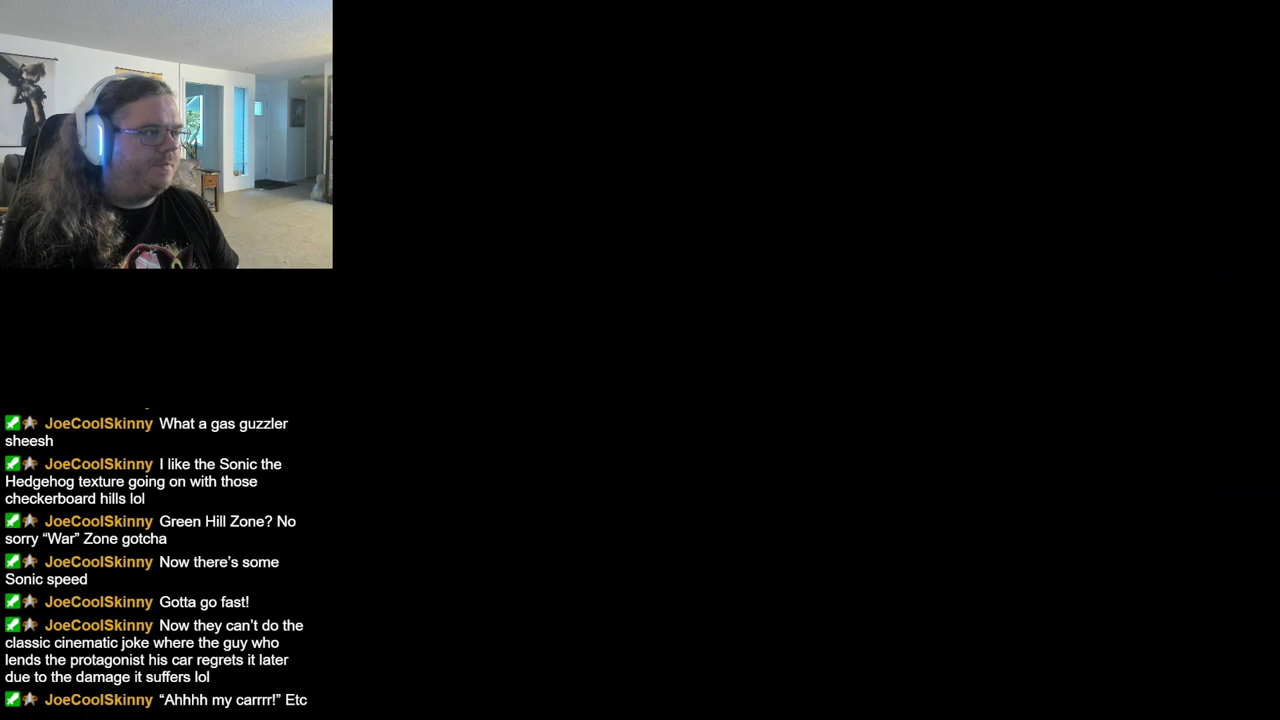 JoeCoolSkinny What a gas guzzler
sheesh
JoeCoolSkinny I like the Sonic the
Hedgehog texture going on with those
checkerboard hills lol
JoeCoolSkinny Green Hill Zone? No
sorry “War” Zone gotcha
JoeCoolSkinny Now there’s some
Sonic speed
JoeCoolSkinny Gotta go fast!
JoeCoolSkinny Now they can’t do the
classic cinematic joke where the guy who
lends the protagonist his car regrets it later
due to the damage it suffers lol
JoeCoolSkinny “Ahhhh my carrrr!” Etc